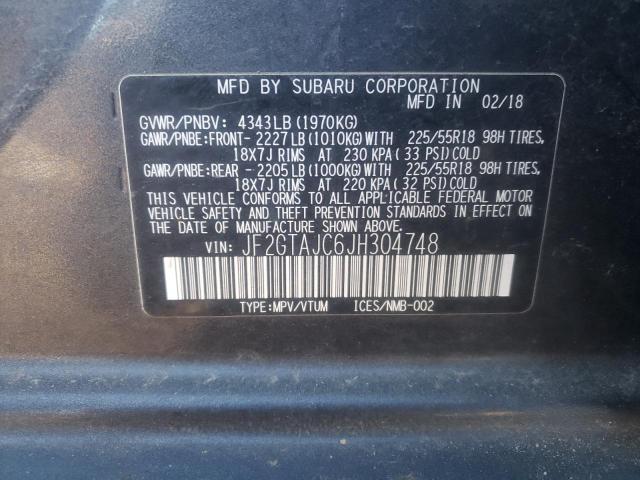 MFD BY SUBARU CORPORATION
MFD IN 02/18
GVWR/PNBV: 4343LB(1970KG)
GAWR/PNBE:FRONT- 2227LB(1010KG)WITH 225/55R18 98H TIRES,
18X7J RIMS AT 230 KPA(33 PSI)COLD
GAWR/PNBE:REAR - 2205LB(1000KG)WITH 225/55R18 98H TIRES,
18X7J RIMS AT 220 KPA(32 PSI)COLD
THIS VEHICLE CONFORMS TO ALL APPLICABLE FEDERAL MOTOR
VEHICLE SAFETY AND THEFT PREVENTION STANDARDS IN EFFECT ON
THE DATE OF MANUFACTURE SHOWN ABOVE.
VIN: JF2GTAJC6JH304748
TYPE:MPV/VTUM ICES/NMB-002